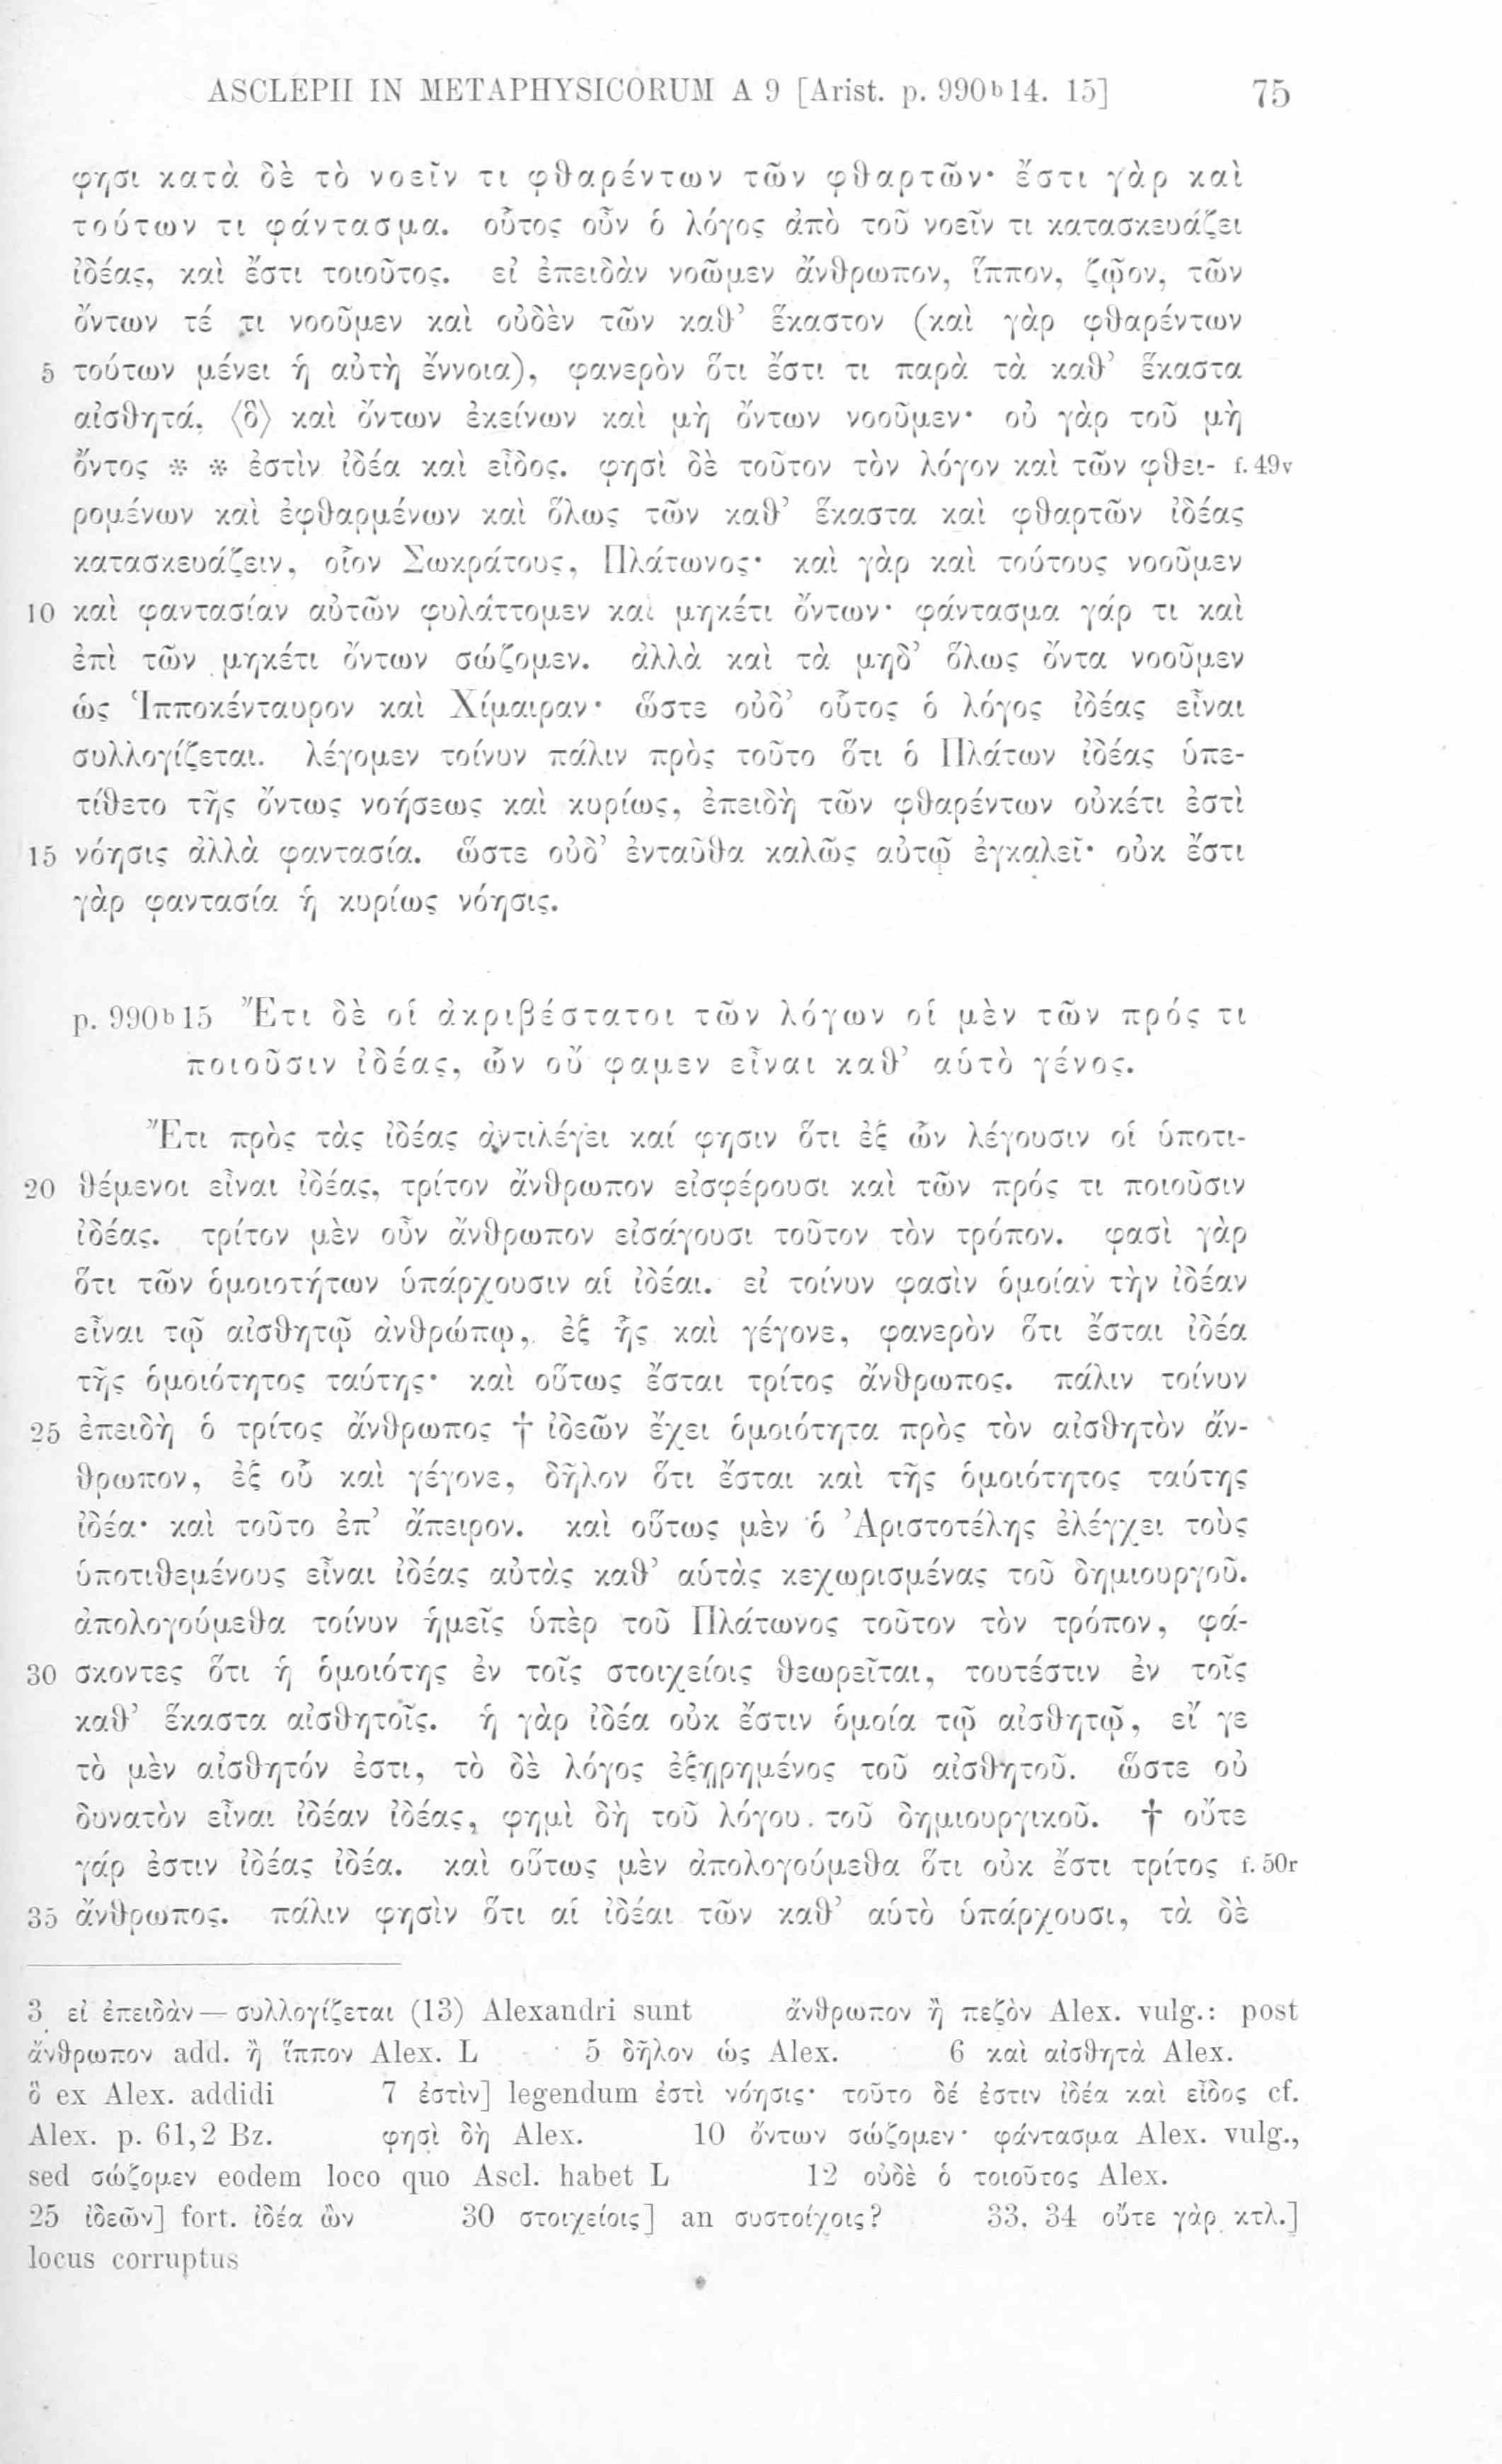 ASCLEPII IN METAPHYSICORUM A 9 [Arist. p. 990ᵇ14. 15] 75
φησι κατὰ δὲ τὸ νοεῖν τι φθαρέντων τῶν φθαρτῶν· ἔστι γὰρ καὶ
τούτων τι φάντασμα. οὗτος οὖν ὁ λόγος ἀπὸ τοῦ νοεῖν τι κατασκευάζει
ἰδέας, καὶ ἔστι τοιοῦτος. εἰ ἐπειδὰν νοῶμεν ἄνθρωπον, ἵππον, ζῷον, τῶν
ὄντων τέ τι νοοῦμεν καὶ οὐδὲν τῶν καθ’ ἕκαστον (καὶ γὰρ φθαρέντων
5 τούτων μένει ἡ αὐτὴ ἔννοια), φανερὸν ὅτι ἔστι τι παρὰ τὰ καθ’ ἕκαστα
αἰσθητά, ⟨ὃ⟩ καὶ ὄντων ἐκείνων καὶ μὴ ὄντων νοοῦμεν· οὐ γὰρ τοῦ μὴ
ὄντος * * ἐστὶν ἰδέα καὶ εἶδος. φησὶ δὲ τοῦτον τὸν λόγον καὶ τῶν φθει- f. 49v
ρομένων καὶ ἐφθαρμένων καὶ ὅλως τῶν καθ’ ἕκαστα καὶ φθαρτῶν ἰδέας
κατασκευάζειν, οἷον Σωκράτους, Πλάτωνος· καὶ γὰρ καὶ τούτους νοοῦμεν
10 καὶ φαντασίαν αὐτῶν φυλάττομεν καὶ μηκέτι ὄντων· φάντασμα γάρ τι καὶ
ἐπὶ τῶν μηκέτι ὄντων σώζομεν. ἀλλὰ καὶ τὰ μηδ’ ὅλως ὄντα νοοῦμεν
ὡς Ἱπποκένταυρον καὶ Χίμαιραν· ὥστε οὐδ’ οὗτος ὁ λόγος ἰδέας εἶναι
συλλογίζεται. λέγομεν τοίνυν πάλιν πρὸς τοῦτο ὅτι ὁ Πλάτων ἰδέας ὑπε-
τίθετο τῆς ὄντως νοήσεως καὶ κυρίως, ἐπειδὴ τῶν φθαρέντων οὐκέτι ἐστὶ
15 νόησις ἀλλὰ φαντασία. ὥστε οὐδ’ ἐνταῦθα καλῶς αὐτῷ ἐγκαλεῖ· οὐκ ἔστι
γὰρ φαντασία ἡ κυρίως νόησις.
p. 990ᵇ15 Ἔτι δὲ οἱ ἀκριβέστατοι τῶν λόγων οἱ μὲν τῶν πρός τι
ποιοῦσιν ἰδέας, ὧν οὔ φαμεν εἶναι καθ’ αὑτὸ γένος.
Ἔτι πρὸς τὰς ἰδέας ἀντιλέγει καί φησιν ὅτι ἐξ ὧν λέγουσιν οἱ ὑποτι-
20 θέμενοι εἶναι ἰδέας, τρίτον ἄνθρωπον εἰσφέρουσι καὶ τῶν πρός τι ποιοῦσιν
ἰδέας. τρίτον μὲν οὖν ἄνθρωπον εἰσάγουσι τοῦτον τὸν τρόπον. φασὶ γὰρ
ὅτι τῶν ὁμοιοτήτων ὑπάρχουσιν αἱ ἰδέαι. εἰ τοίνυν φασὶν ὁμοίαν τὴν ἰδέαν
εἶναι τῷ αἰσθητῷ ἀνθρώπῳ, ἐξ ἧς καὶ γέγονε, φανερὸν ὅτι ἔσται ἰδέα
τῆς ὁμοιότητος ταύτης· καὶ οὕτως ἔσται τρίτος ἄνθρωπος. πάλιν τοίνυν
25 ἐπειδὴ ὁ τρίτος ἄνθρωπος † ἰδεῶν ἔχει ὁμοιότητα πρὸς τὸν αἰσθητὸν ἄν-
θρωπον, ἐξ οὗ καὶ γέγονε, δῆλον ὅτι ἔσται καὶ τῆς ὁμοιότητος ταύτης
ἰδέα· καὶ τοῦτο ἐπ’ ἄπειρον. καὶ οὕτως μὲν ὁ Ἀριστοτέλης ἐλέγχει τοὺς
ὑποτιθεμένους εἶναι ἰδέας αὐτὰς καθ’ αὑτὰς κεχωρισμένας τοῦ δημιουργοῦ.
ἀπολογούμεθα τοίνυν ἡμεῖς ὑπὲρ τοῦ Πλάτωνος τοῦτον τὸν τρόπον, φά-
30 σκοντες ὅτι ἡ ὁμοιότης ἐν τοῖς στοιχείοις θεωρεῖται, τουτέστιν ἐν τοῖς
καθ’ ἕκαστα αἰσθητοῖς. ἡ γὰρ ἰδέα οὐκ ἔστιν ὁμοία τῷ αἰσθητῷ, εἴ γε
τὸ μὲν αἰσθητόν ἐστι, τὸ δὲ λόγος ἐξῃρημένος τοῦ αἰσθητοῦ. ὥστε οὐ
δυνατὸν εἶναι ἰδέαν ἰδέας, φημὶ δὴ τοῦ λόγου τοῦ δημιουργικοῦ. † οὔτε
γάρ ἐστιν ἰδέας ἰδέα. καὶ οὕτως μὲν ἀπολογούμεθα ὅτι οὐκ ἔστι τρίτος f. 50r
35 ἄνθρωπος. πάλιν φησὶν ὅτι αἱ ἰδέαι τῶν καθ’ αὑτὸ ὑπάρχουσι, τὰ δὲ
3 εἰ ἐπειδὰν — συλλογίζεται (13) Alexandri sunt ἄνθρωπον ἢ πεζὸν Alex. vulg.: post
ἄνθρωπον add. ἢ ἵππον Alex. L 5 δῆλον ὡς Alex. 6 καὶ αἰσθητὰ Alex.
ὃ ex Alex. addidi 7 ἐστὶν] legendum ἐστὶ νόησις· τοῦτο δέ ἐστιν ἰδέα καὶ εἶδος cf.
Alex. p. 61,2 Bz. φησὶ δὴ Alex. 10 ὄντων σώζομεν· φάντασμα Alex. vulg.,
sed σώζομεν eodem loco quo Ascl. habet L 12 οὐδὲ ὁ τοιοῦτος Alex.
25 ἰδεῶν] fort. ἰδέα ὢν 30 στοιχείοις] an συστοίχοις? 33. 34 οὔτε γὰρ κτλ.]
locus corruptus